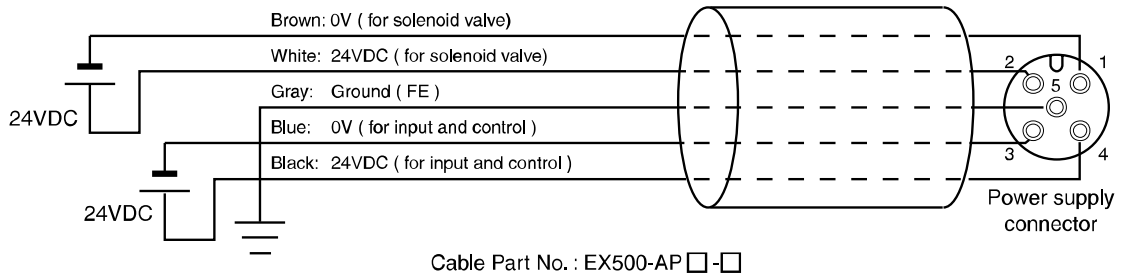 Brown: 0V ( for solenoid valve)
White: 24VDC ( for solenoid valve)
Gray: Ground ( FE )
Blue: 0V ( for input and control )
Black: 24VDC ( for input and control )
24VDC
24VDC
2
1
5
3
4
Power supply
connector
Cable Part No. : EX500-AP□-□